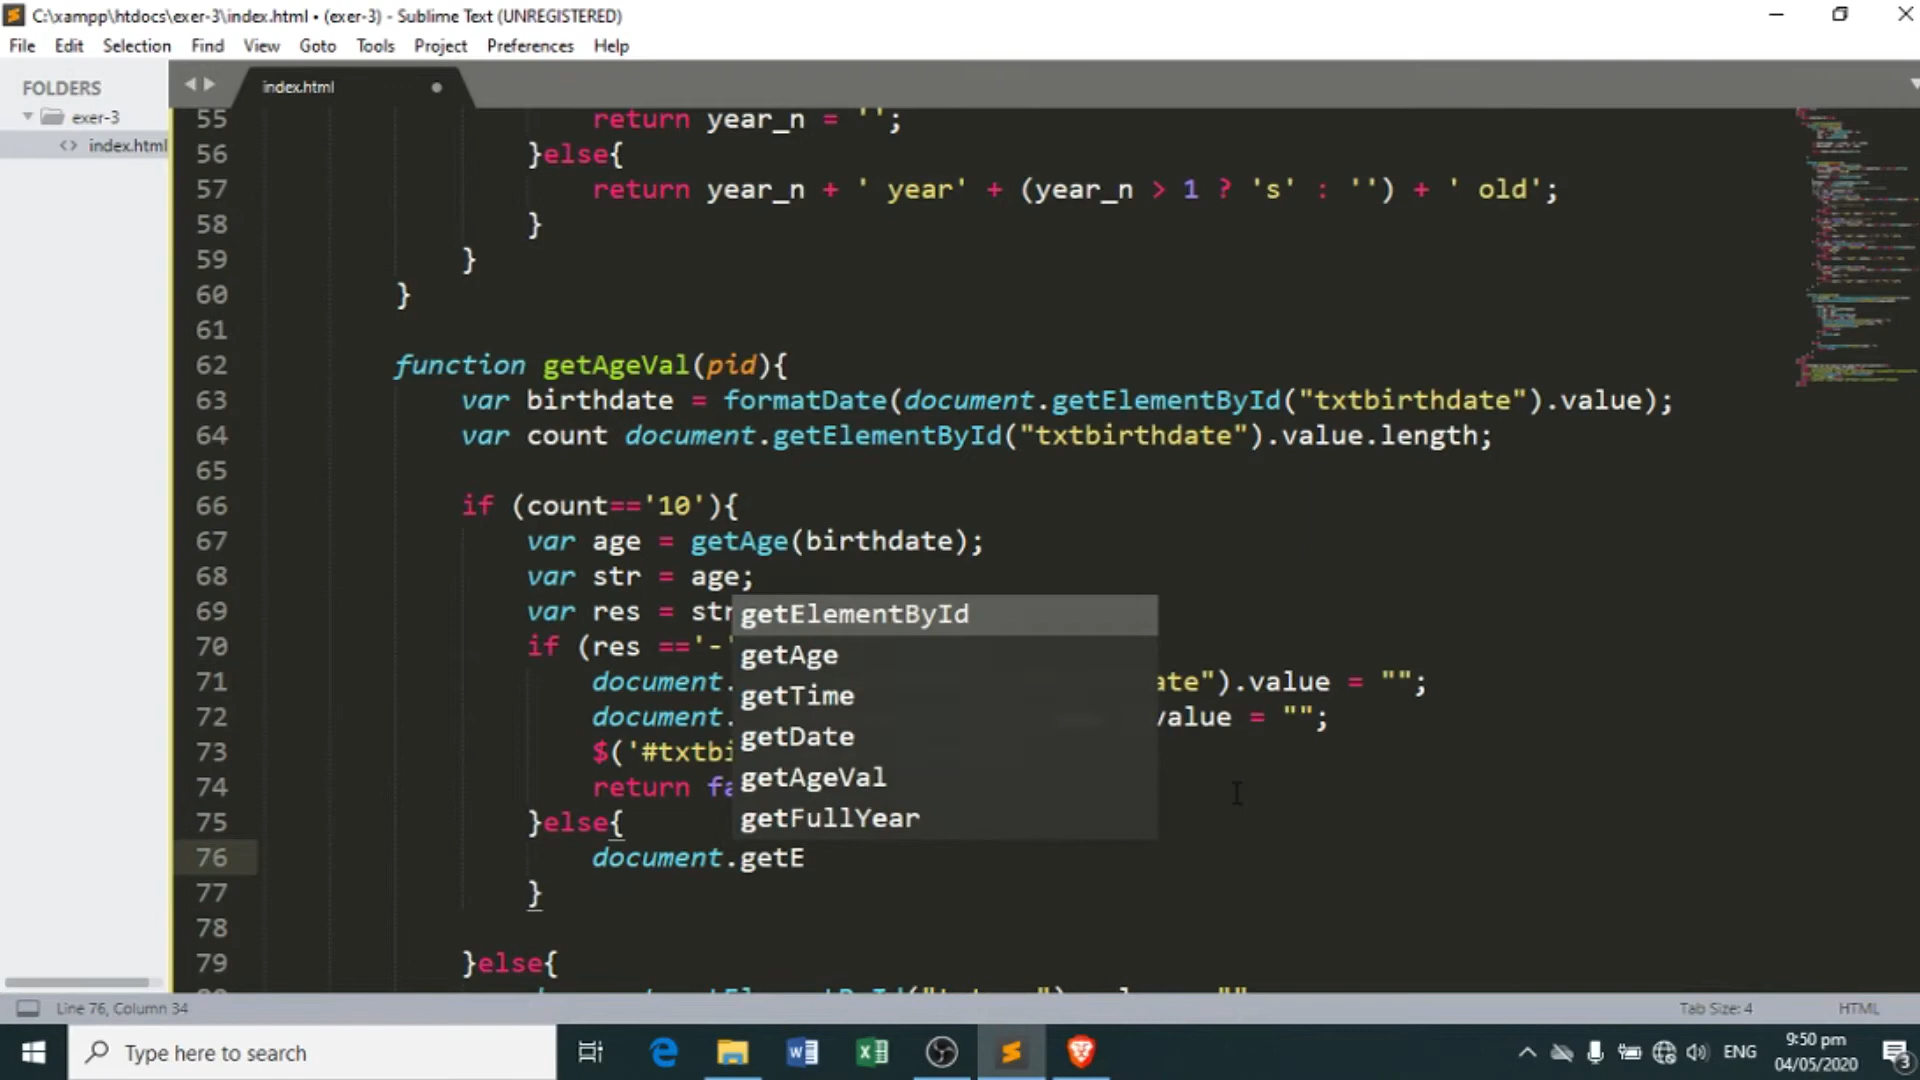 C:\xampp\htdocs\exer-3\index.html • (exer-3) - Sublime Text (UNREGISTERED)
File Edit Selection Find View Goto Tools Project Preferences Help
FOLDERS
exer-3
index.html
index.html
55 return year_n = '';
56 }else{
57 return year_n + ' year' + (year_n > 1 ? 's' : '') + ' old';
58 }
59 }
60 }
61
62 function getAgeVal(pid){
63 var birthdate = formatDate(document.getElementById("txtbirthdate").value);
64 var count document.getElementById("txtbirthdate").value.length;
65
66 if (count=='10'){
67 var age = getAge(birthdate);
68 var str = age;
69 var res = str
70 if (res =='-'
71 document. ate").value = "";
72 document. value = "";
73 $('#txtbi
74 return fa
75 }else{
76 document.getE
77 }
78
79 }else{
getElementById
getAge
getTime
getDate
getAgeVal
getFullYear
Line 76, Column 34
Tab Size: 4
HTML
Type here to search
ENG
9:50 pm
04/05/2020
3